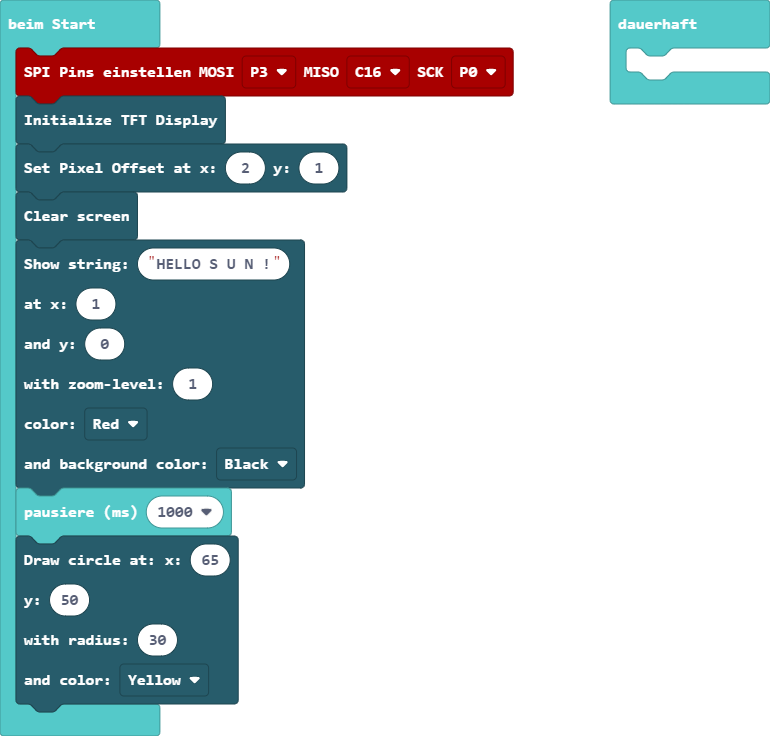 beim Start
SPI Pins einstellen MOSI P3 MISO C16 SCK P0
Initialize TFT Display
Set Pixel Offset at x: 2 y: 1
Clear screen
Show string: "HELLO S U N !"
at x: 1
and y: 0
with zoom-level: 1
color: Red
and background color: Black
pausiere (ms) 1000
Draw circle at: x: 65
y: 50
with radius: 30
and color: Yellow
dauerhaft